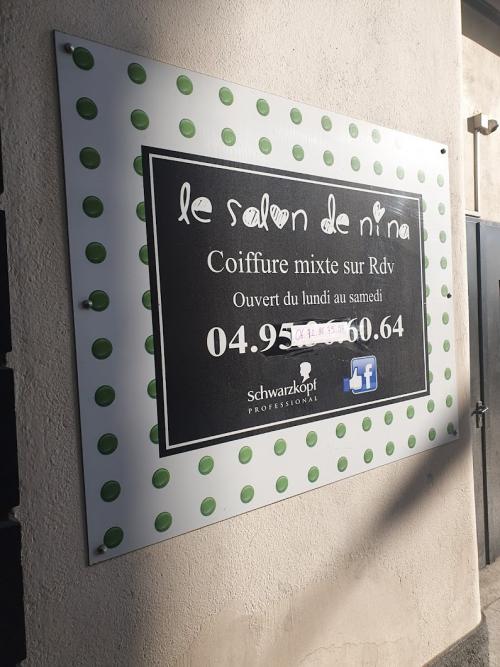 le salon de nina
Coiffure mixte sur Rdv
Ouvert du lundi au samedi
04.95 60.64
Schwarzkopf
PROFESSIONAL
f